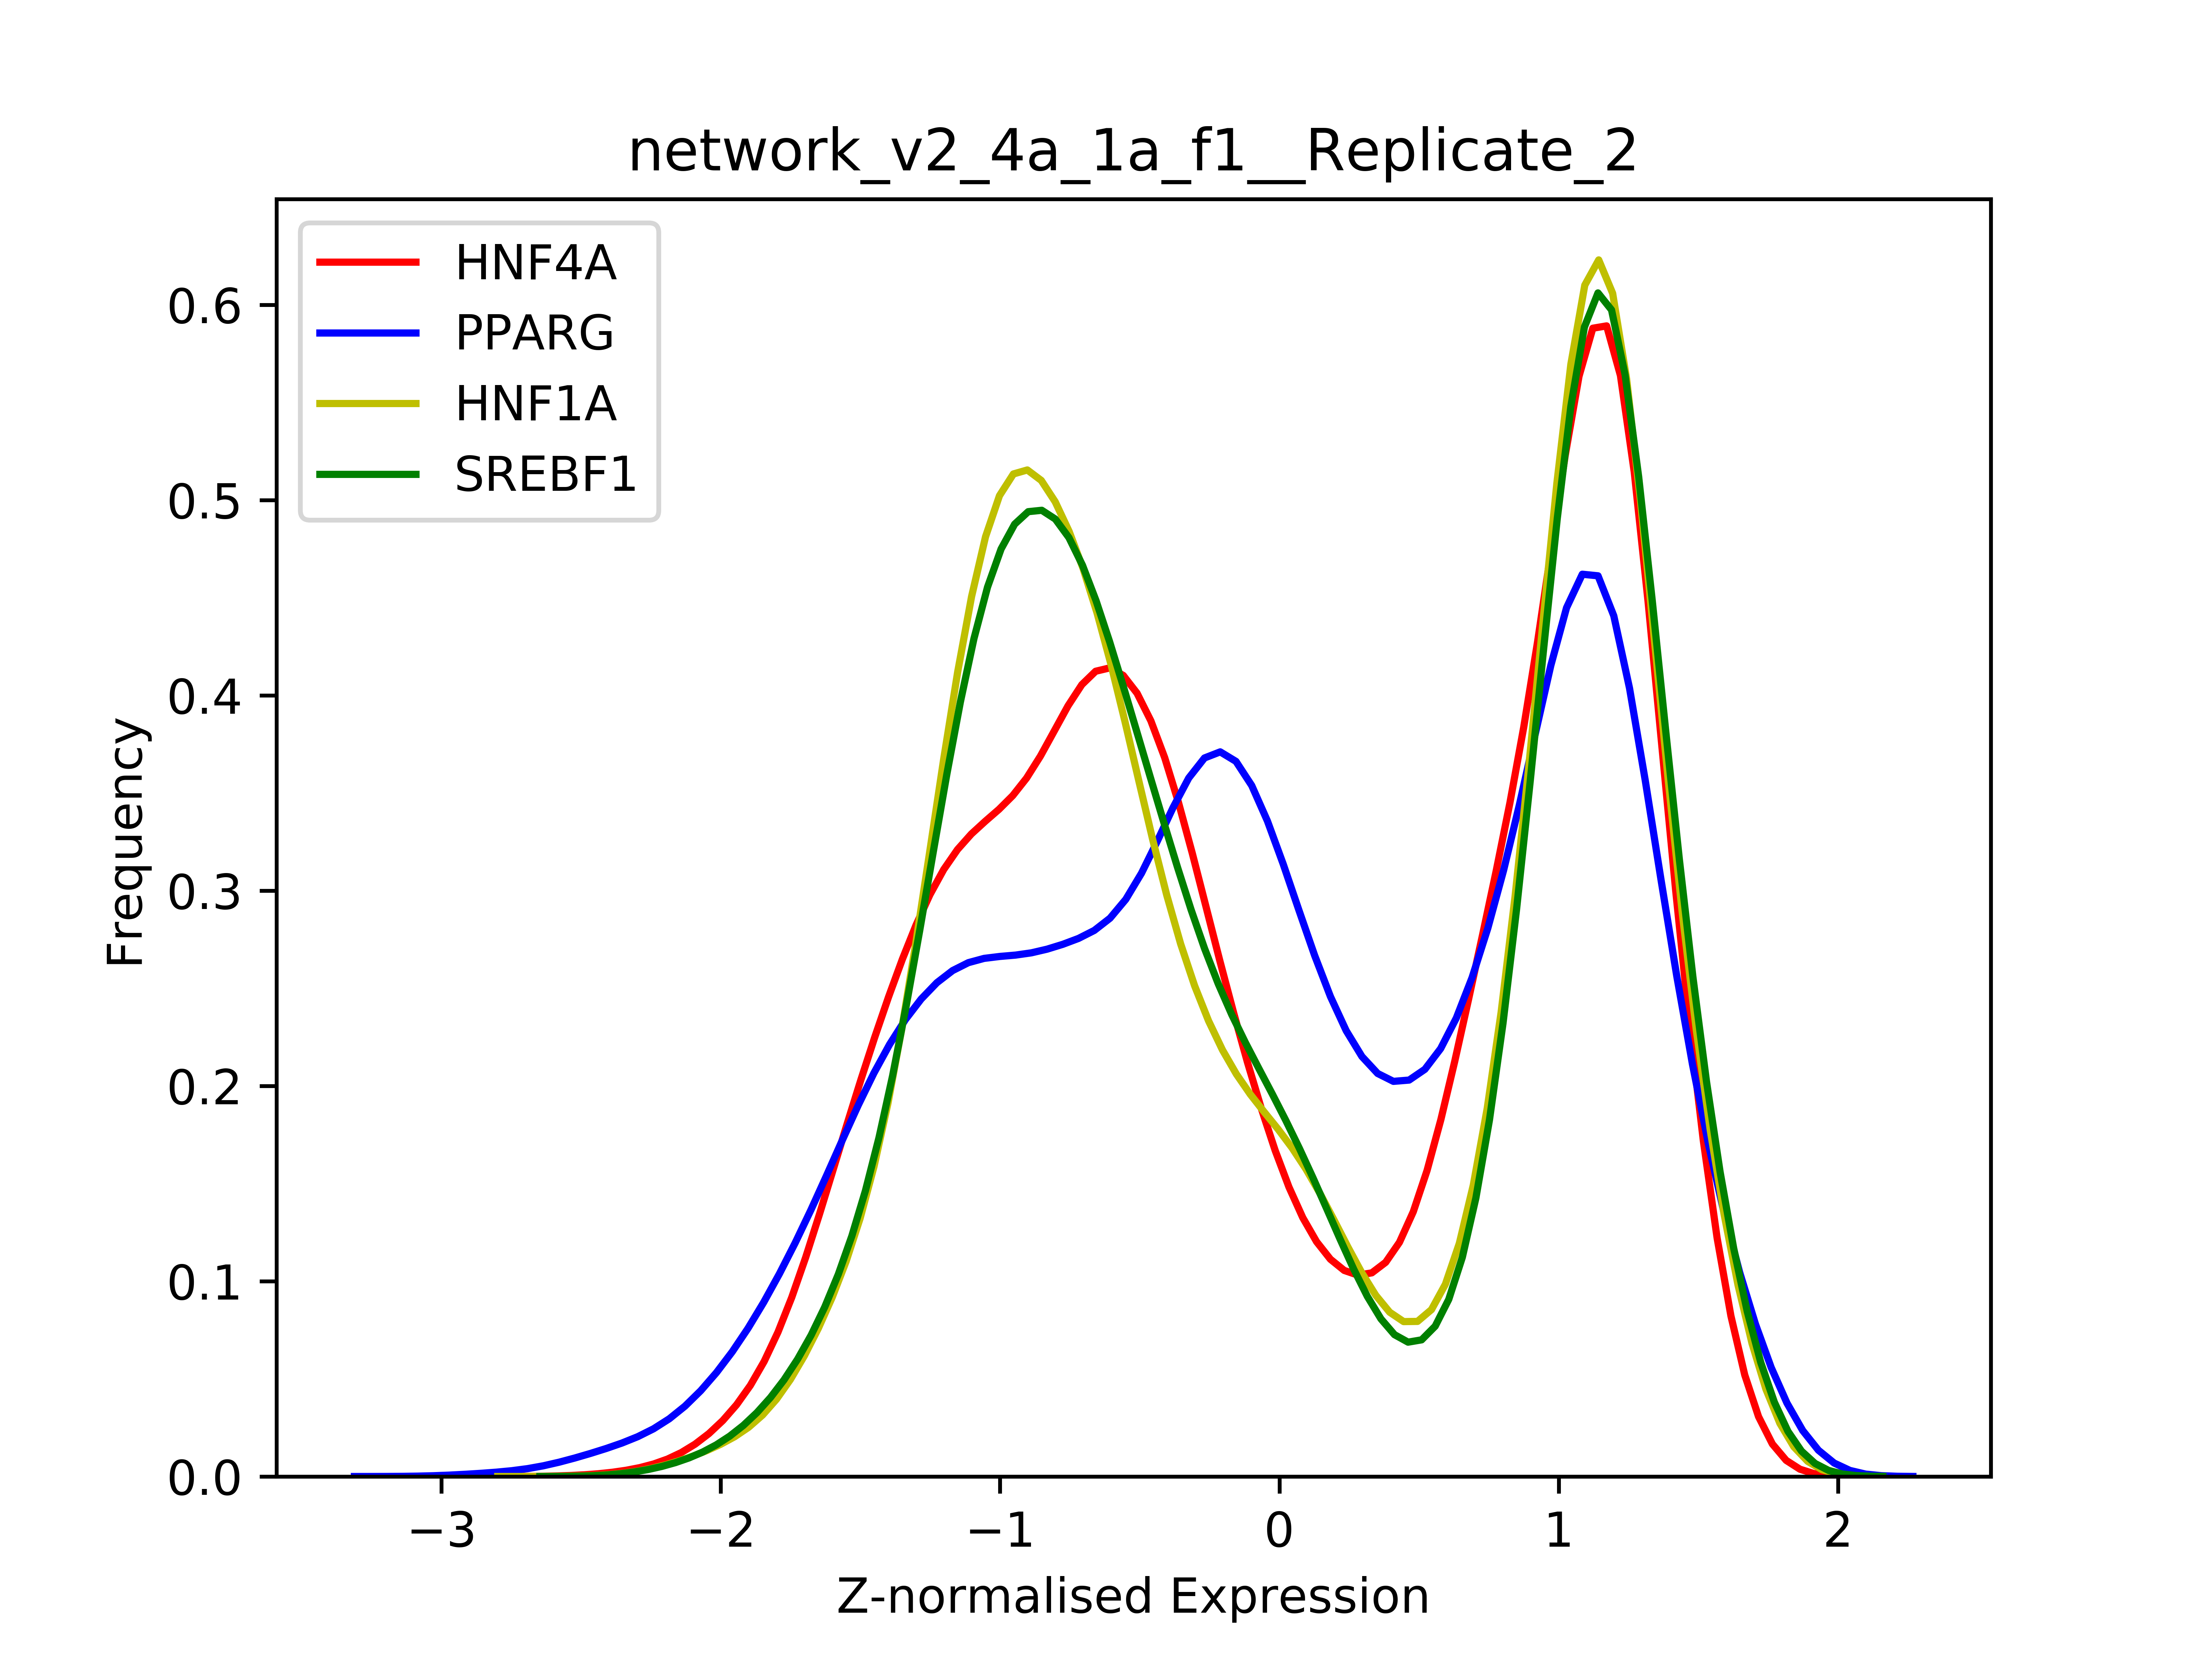 network_v2_4a_1a_f1__Replicate_2
HNF4A
PPARG
HNF1A
SREBF1
0.6
0.5
0.4
0.3
0.2
0.1
0.0
Frequency
−3 −2 −1 0 1 2
Z-normalised Expression